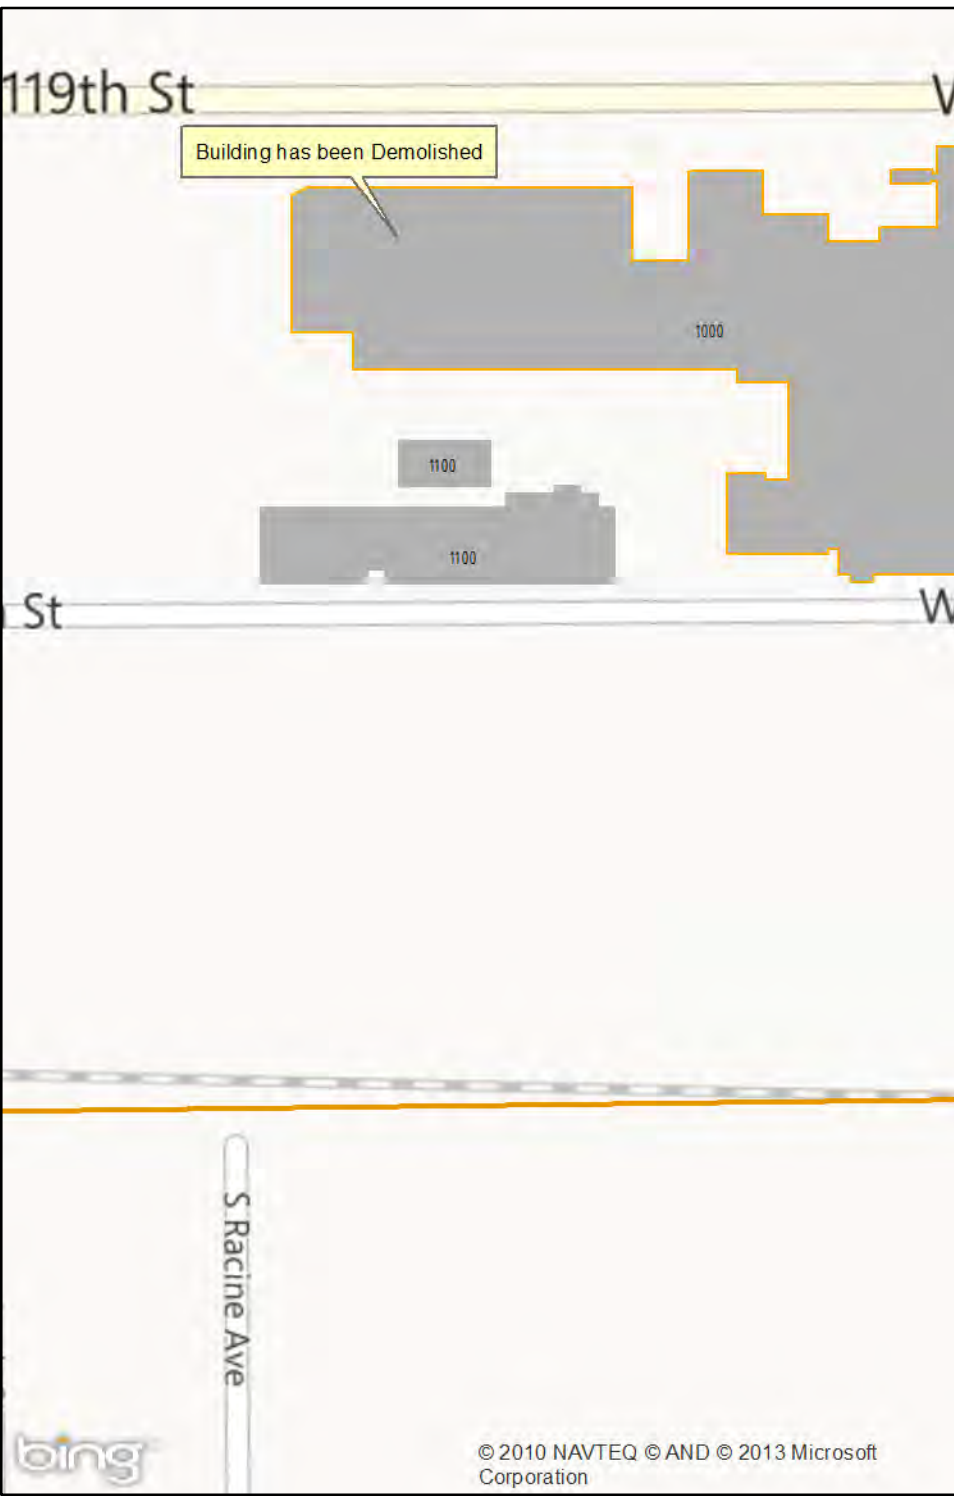 119th St
W
Building has been Demolished
1000
1100
1100
St
W
S Racine Ave
bing
© 2010 NAVTEQ © AND © 2013 Microsoft
Corporation